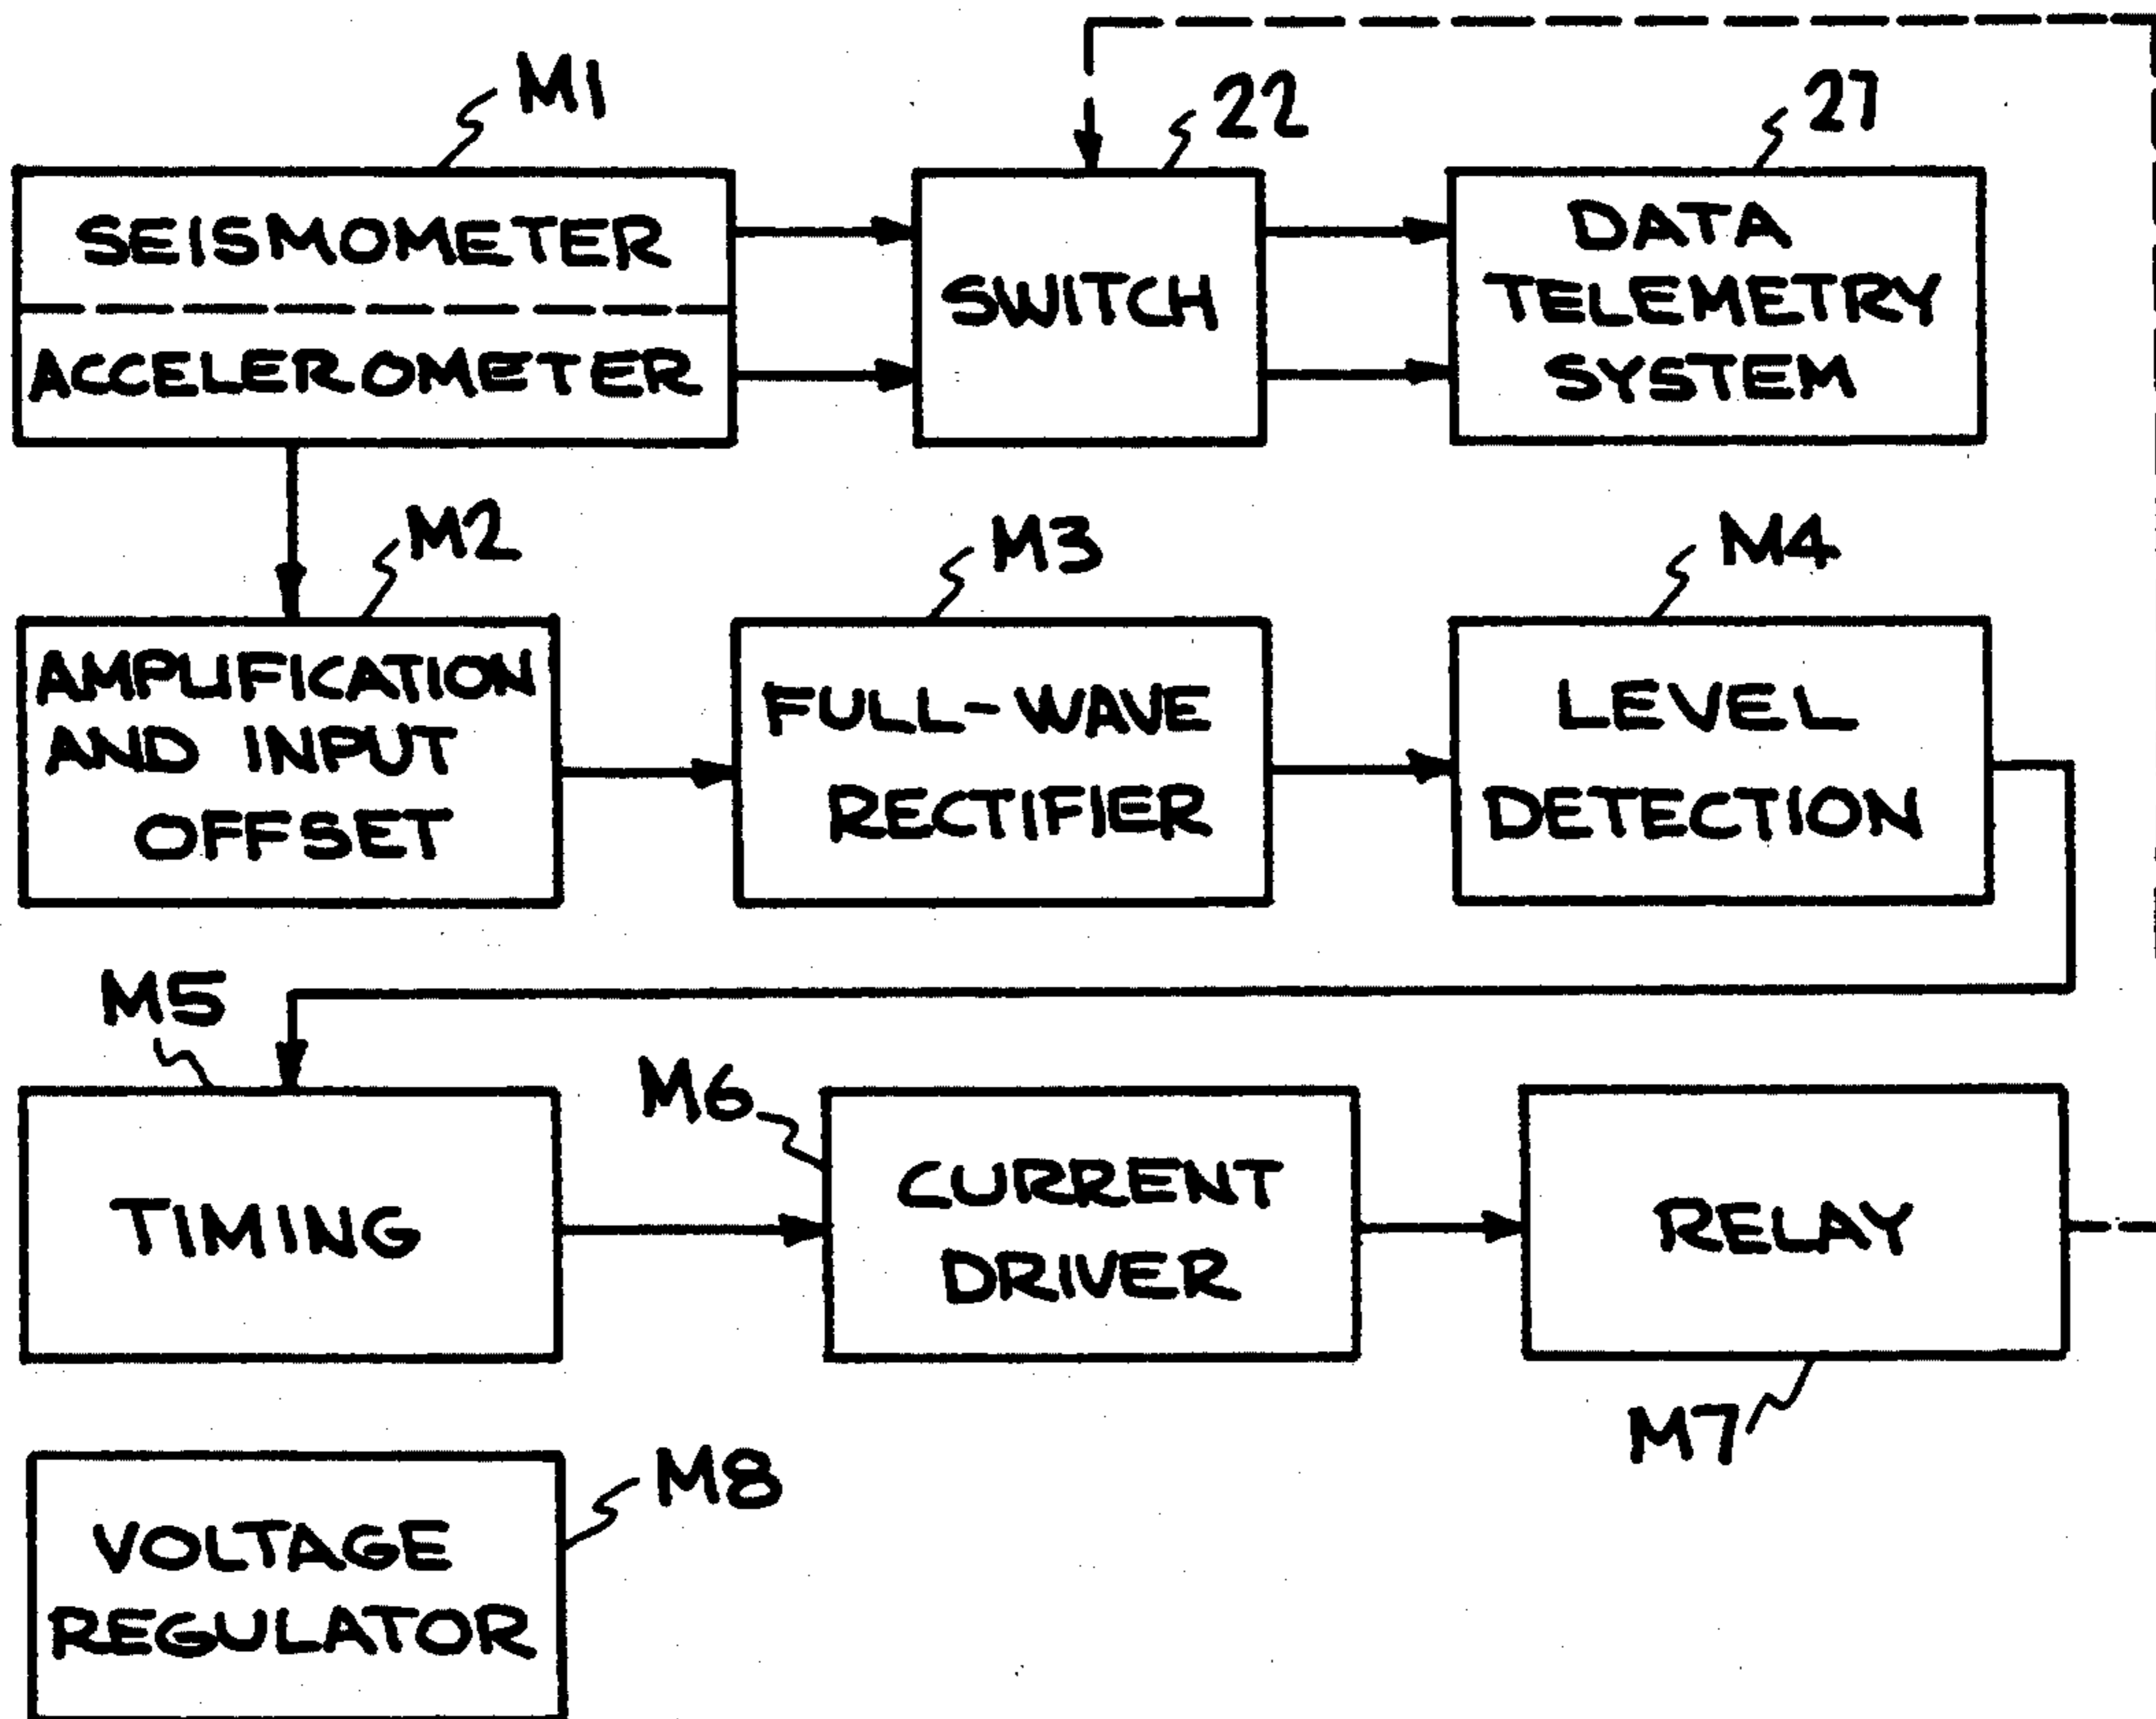 M1
22
27
SEISMOMETER
ACCELEROMETER
SWITCH
DATA
TELEMETRY
SYSTEM
M2
M3
M4
AMPLIFICATION
AND INPUT
OFFSET
FULL-WAVE
RECTIFIER
LEVEL
DETECTION
M5
M6
TIMING
CURRENT
DRIVER
RELAY
M7
M8
VOLTAGE
REGULATOR